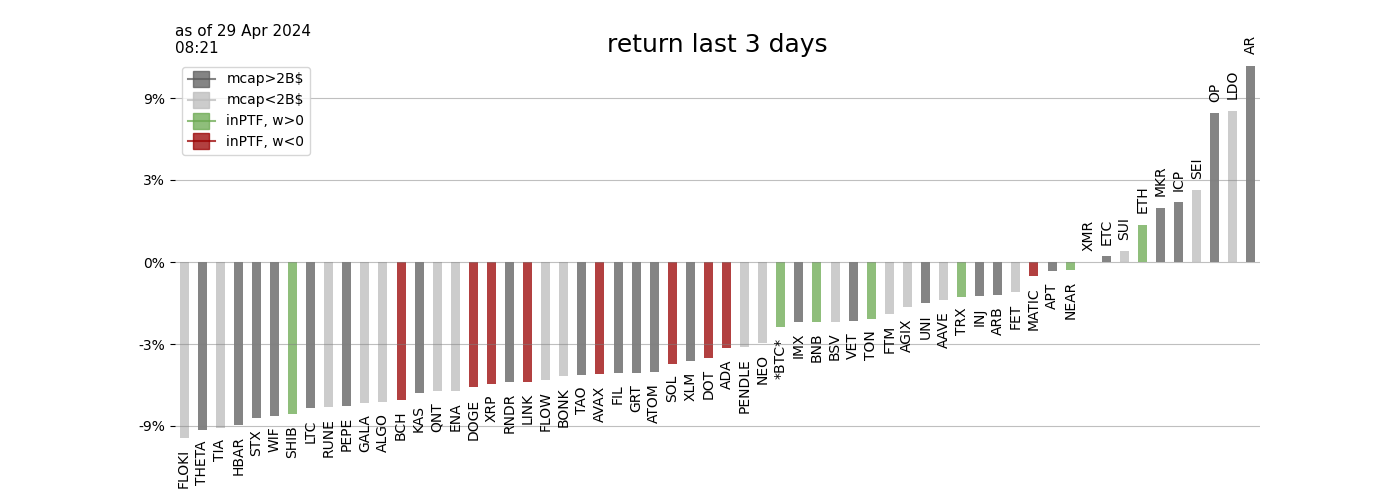 as of 29 Apr 2024
08:21
return last 3 days
mcap>2B$
mcap<2B$
inPTF, w>0
inPTF, w<0
9%
3%
0%
-3%
-9%
FLOKI
THETA
TIA
HBAR
STX
WIF
SHIB
LTC
RUNE
PEPE
GALA
ALGO
BCH
KAS
QNT
ENA
DOGE
XRP
RNDR
LINK
FLOW
BONK
TAO
AVAX
FIL
GRT
ATOM
SOL
XLM
DOT
ADA
PENDLE
NEO
*BTC*
IMX
BNB
BSV
VET
TON
FTM
AGIX
UNI
AAVE
TRX
INJ
ARB
FET
MATIC
APT
NEAR
XMR
ETC
SUI
ETH
MKR
ICP
SEI
OP
LDO
AR